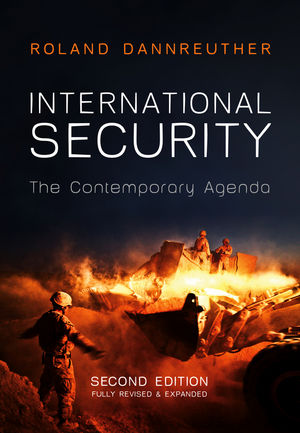 ROLAND DANNREUTHER
INTERNATIONAL
SECURITY
The Contemporary Agenda
SECOND EDITION
FULLY REVISED & EXPANDED